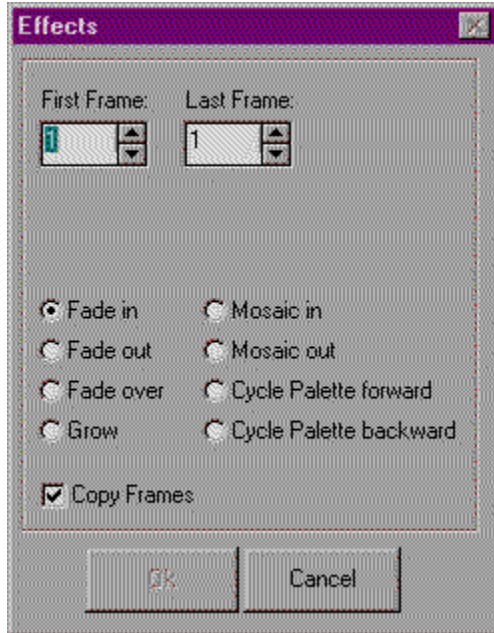 Effects
First Frame: Last Frame:
1 1
Fade in Mosaic in
Fade out Mosaic out
Fade over Cycle Palette forward
Grow Cycle Palette backward
Copy Frames
Ok Cancel